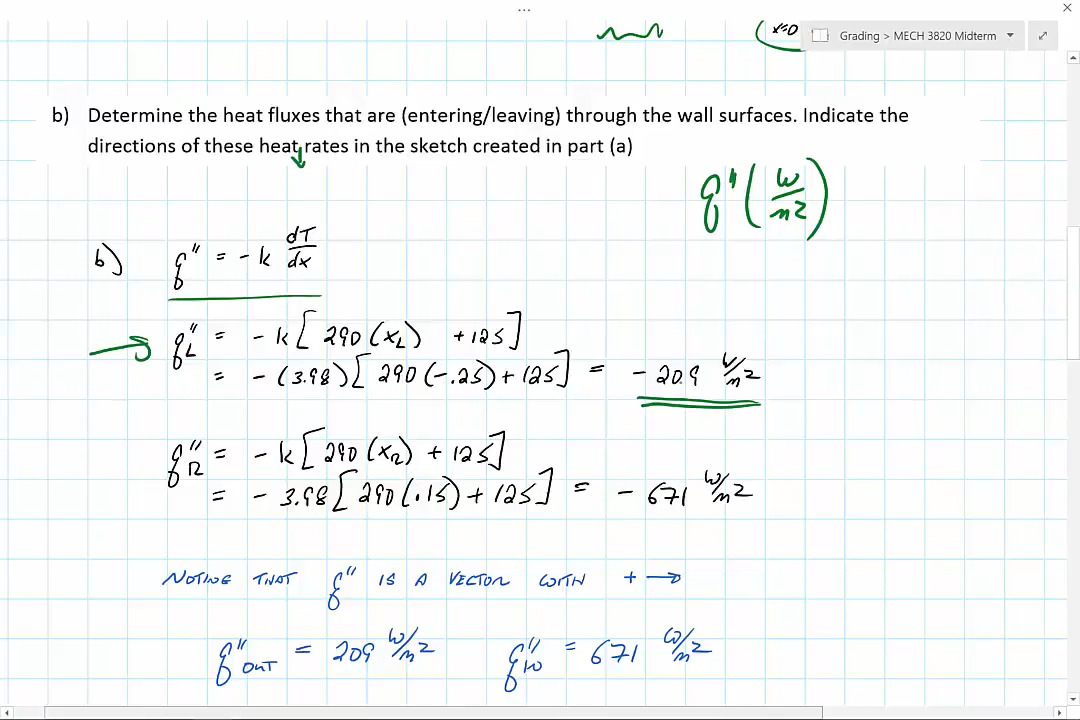 ...
x=0
Grading > MECH 3820 Midterm
b) Determine the heat fluxes that are (entering/leaving) through the wall surfaces. Indicate the
directions of these heat rates in the sketch created in part (a)
q" (W/m2)
b) q" = -k dT/dx
q"L = -k[290(xL) +125]
= -(3.98)[290(-.25)+125] = -209 W/m2
q"R = -k[290(xR) + 125]
= -3.98[290(.15)+125] = -671 W/m2
NOTING THAT q" IS A VECTOR WITH + →
q"OUT = 209 W/m2 q"IN = 671 W/m2